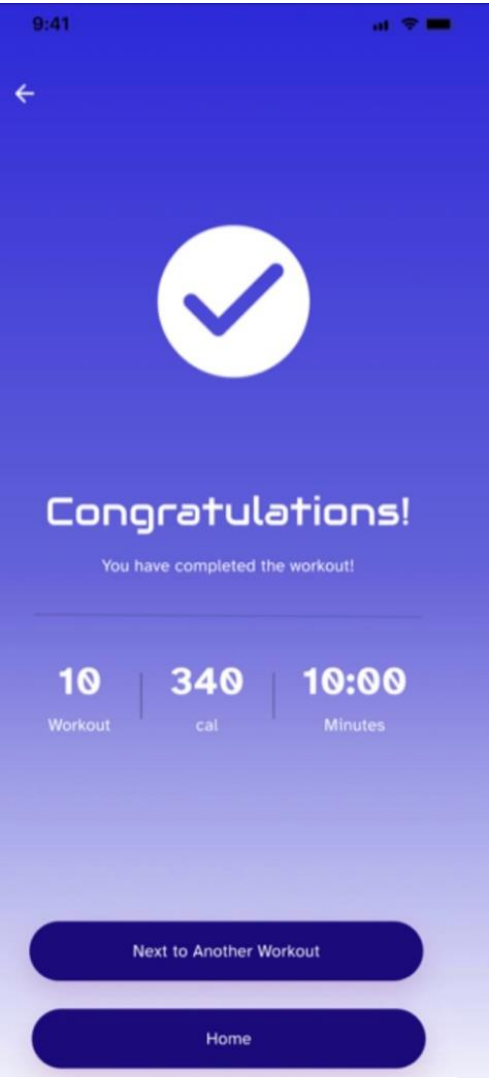 9:41
Congratulations!
You have completed the workout!
10 340 10:00
Workout cal Minutes
Next to Another Workout
Home